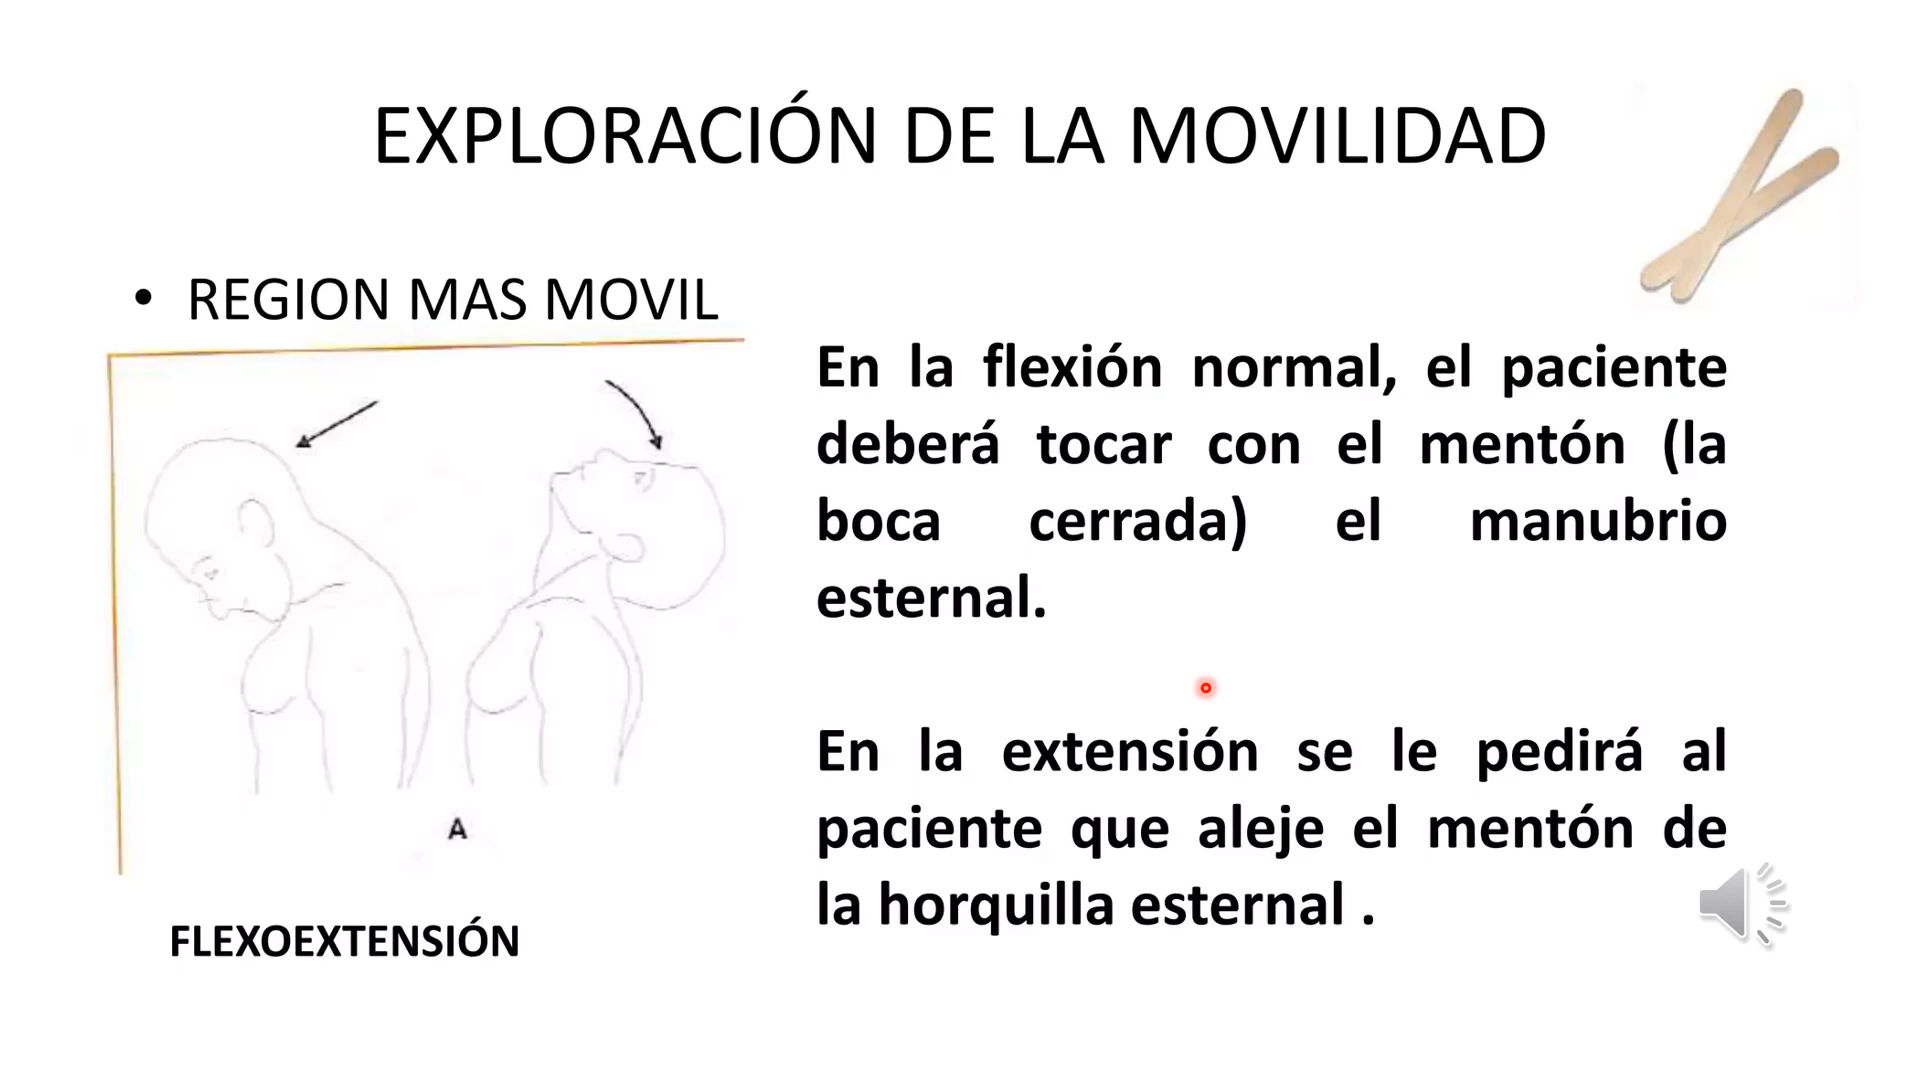 EXPLORACIÓN DE LA MOVILIDAD
• REGION MAS MOVIL
En la flexión normal, el paciente
deberá tocar con el mentón (la
boca cerrada) el manubrio
esternal.
En la extensión se le pedirá al
paciente que aleje el mentón de
la horquilla esternal .
A
FLEXOEXTENSIÓN